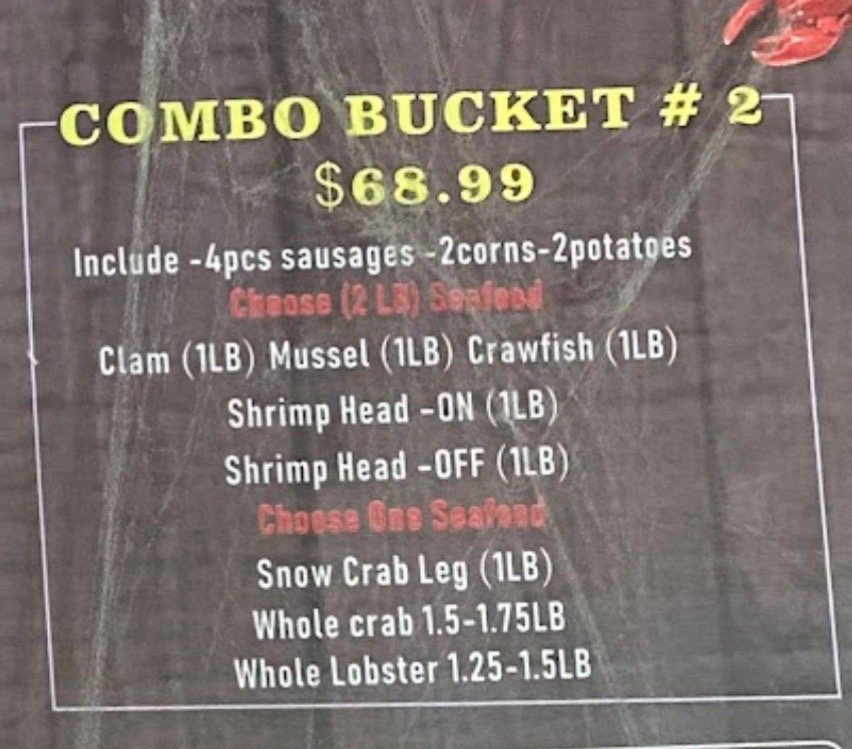 COMBO BUCKET # 2
$68.99
Include -4pcs sausages -2corns-2potatoes
Choose (2 LB) Seafood
Clam (1LB) Mussel (1LB) Crawfish (1LB)
Shrimp Head -ON (1LB)
Shrimp Head -OFF (1LB)
Choose One Seafood
Snow Crab Leg (1LB)
Whole crab 1.5-1.75LB
Whole Lobster 1.25-1.5LB